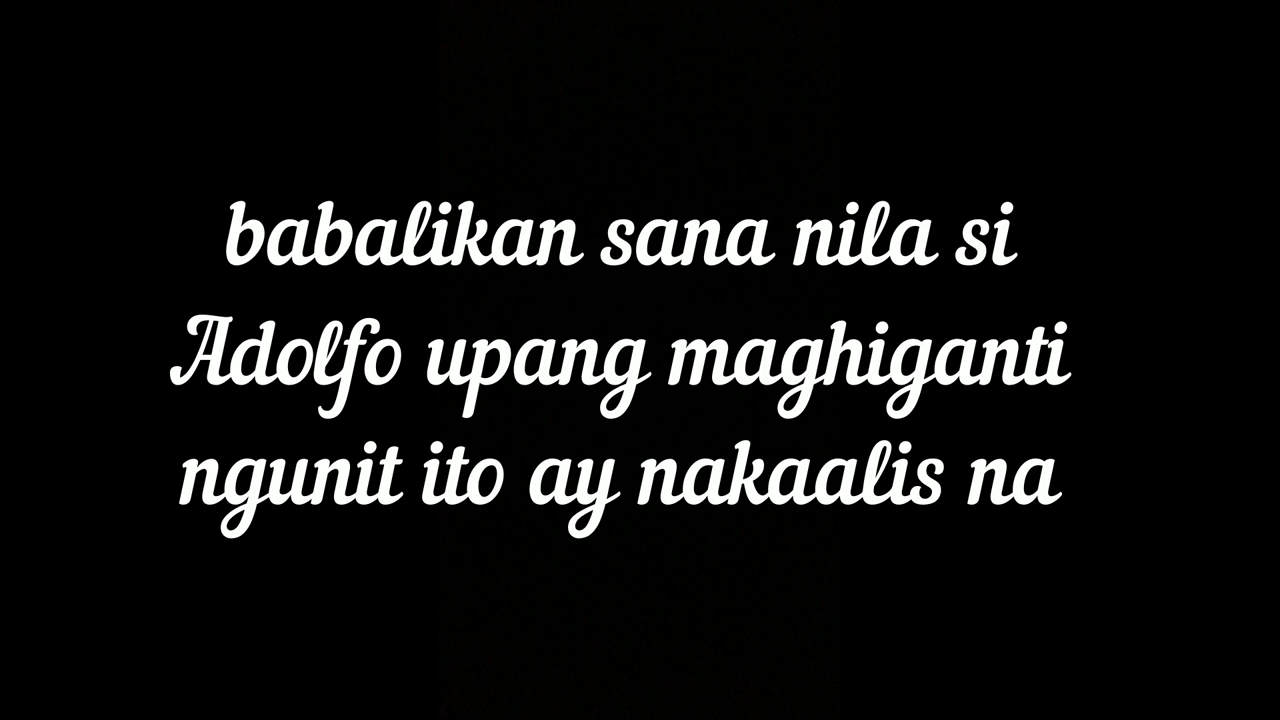 babalikan sana nila si
Adolfo upang maghiganti
ngunit ito ay nakaalis na